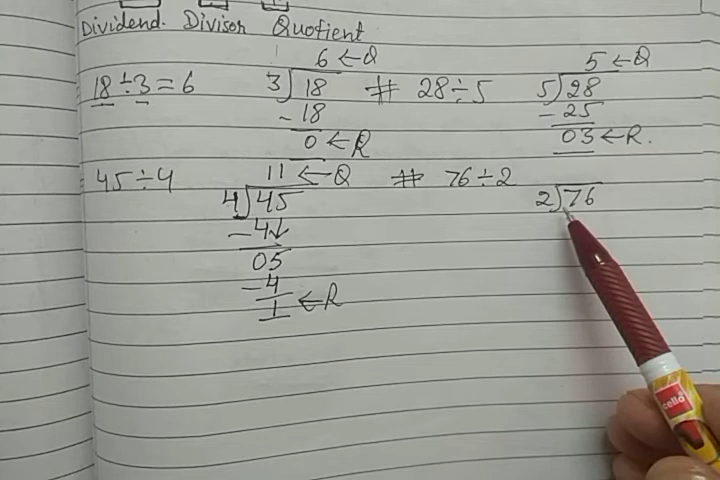 Dividend. Divisor Quotient
18÷3=6 6←Q 3)18 -18 0←R # 28÷5 5←Q 5)28 -25 03←R.
45÷4 11←Q 4)45 -4↓ 05 -4 1←R # 76÷2 2)76
cello